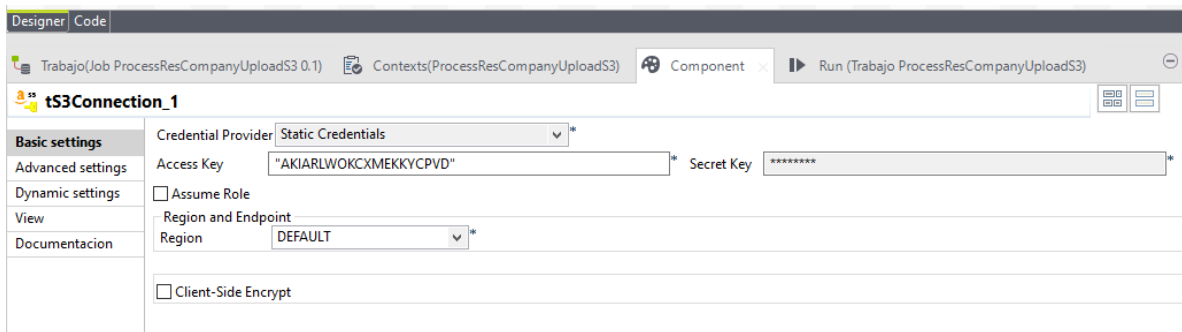 Designer Code
Trabajo(Job ProcessResCompanyUploadS3 0.1) Contexts(ProcessResCompanyUploadS3) Component Run (Trabajo ProcessResCompanyUploadS3)
tS3Connection_1
Basic settings
Advanced settings
Dynamic settings
View
Documentacion
Credential Provider Static Credentials *
Access Key "AKIARLWOKCXMEKKYCPVD" * Secret Key ******** *
Assume Role
Region and Endpoint
Region DEFAULT *
Client-Side Encrypt